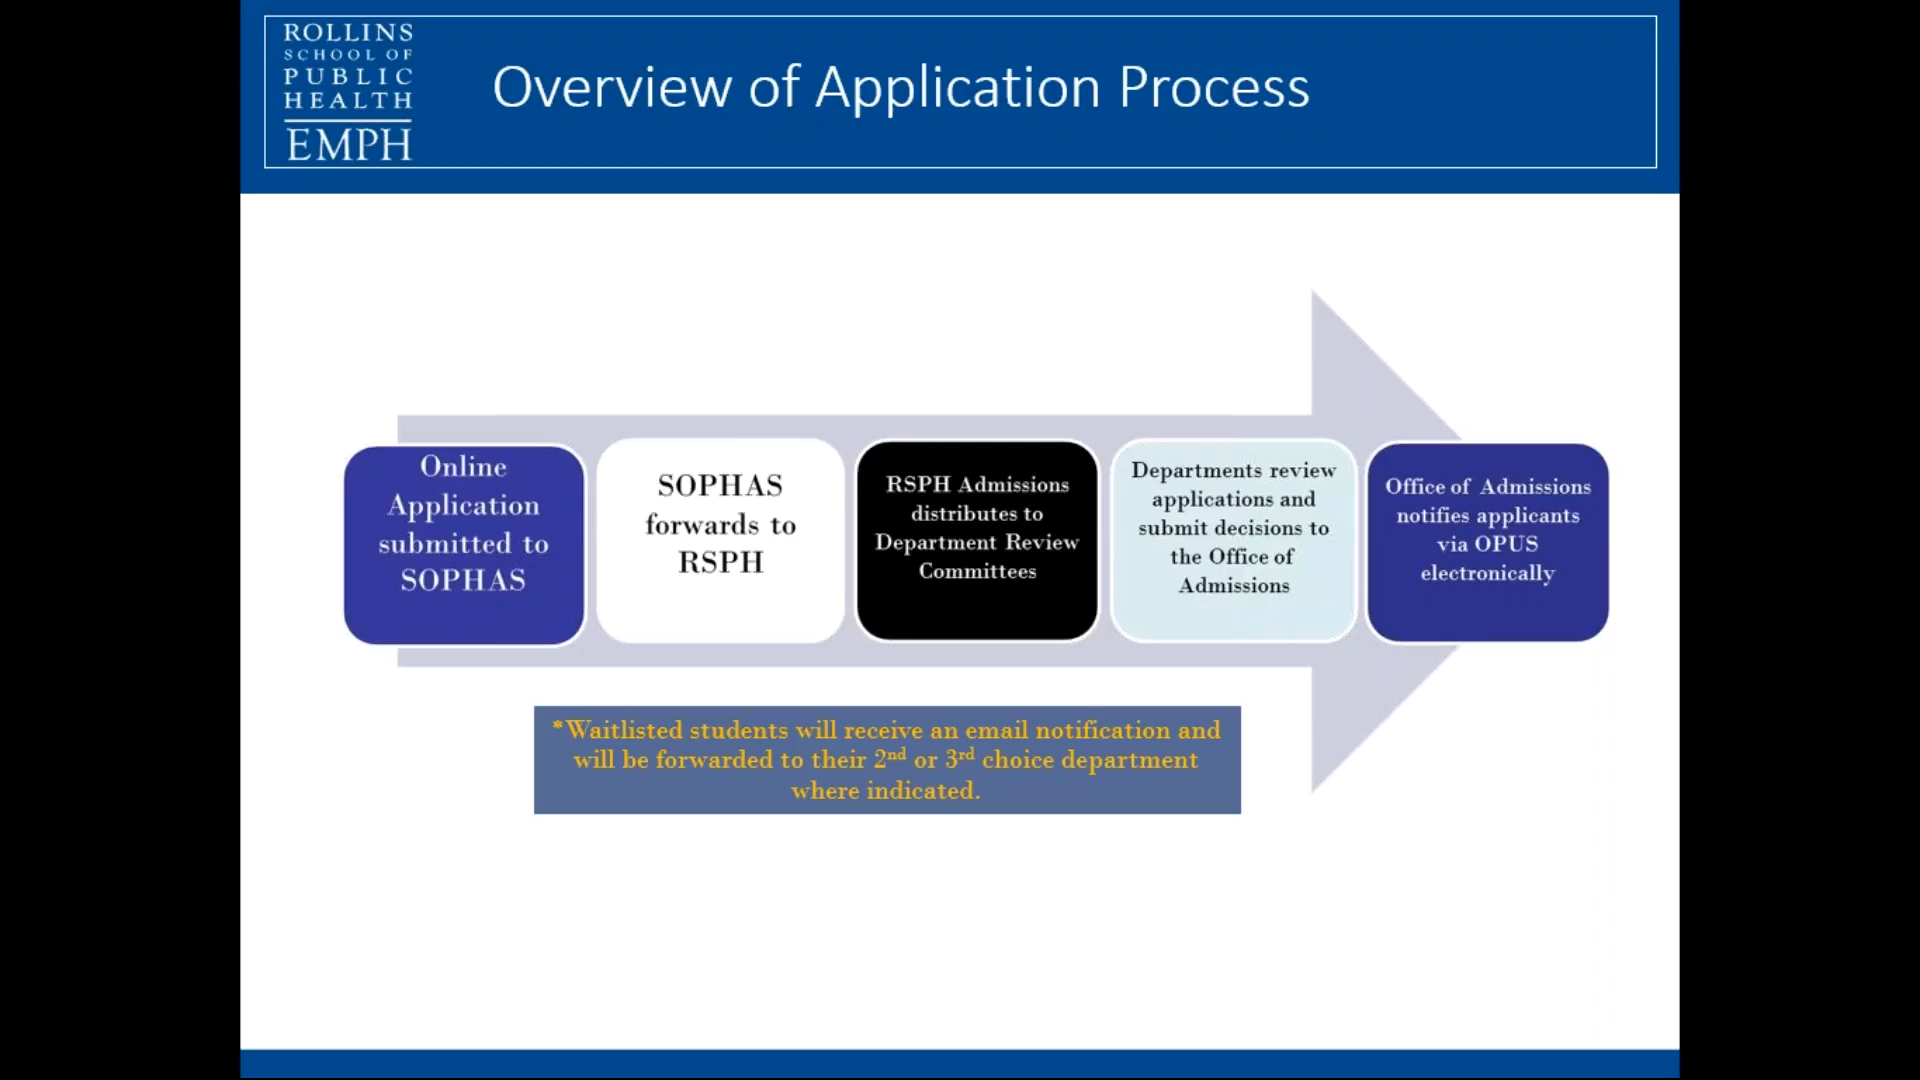 ROLLINS
SCHOOL OF
PUBLIC
HEALTH
EMPH
Overview of Application Process
Online
Application
submitted to
SOPHAS
SOPHAS
forwards to
RSPH
RSPH Admissions
distributes to
Department Review
Committees
Departments review
applications and
submit decisions to
the Office of
Admissions
Office of Admissions
notifies applicants
via OPUS
electronically
*Waitlisted students will receive an email notification and
will be forwarded to their 2nd or 3rd choice department
where indicated.